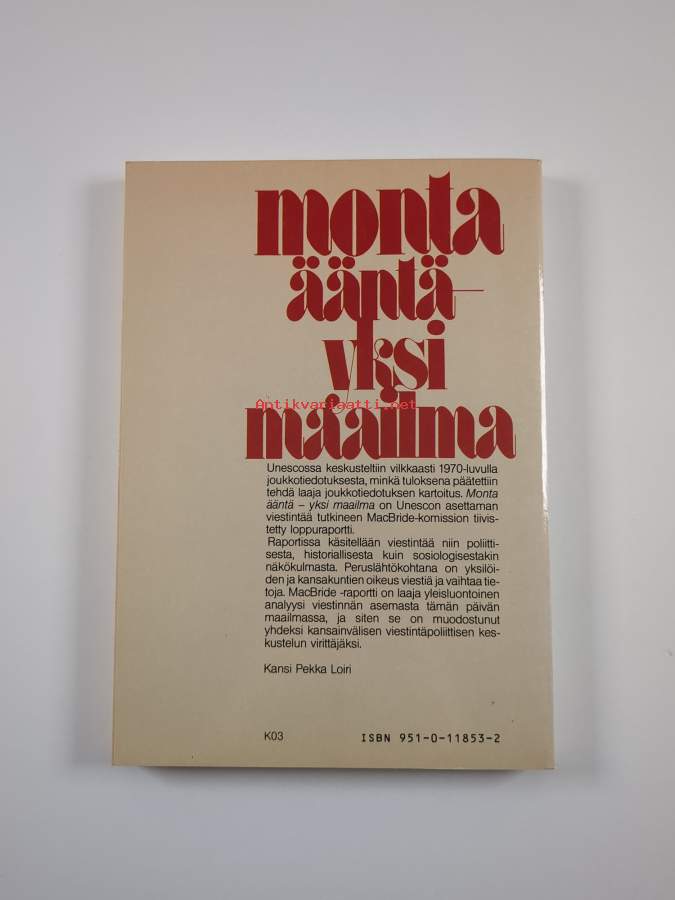 monta
ääntä–
yksi
Antikvariaatti.net
maailma
Unescossa keskusteltiin vilkkaasti 1970-luvulla
joukkotiedotuksesta, minkä tuloksena päätettiin
tehdä laaja joukkotiedotuksen kartoitus. Monta
ääntä – yksi maailma on Unescon asettaman
viestintää tutkineen MacBride-komission tiivis-
tetty loppuraportti.
Raportissa käsitellään viestintää niin poliitti-
sesta, historiallisesta kuin sosiologisestakin
näkökulmasta. Peruslähtökohtana on yksilöi-
den ja kansakuntien oikeus viestiä ja vaihtaa tie-
toja. MacBride -raportti on laaja yleisluontoinen
analyysi viestinnän asemasta tämän päivän
maailmassa, ja siten se on muodostunut
yhdeksi kansainvälisen viestintäpoliittisen kes-
kustelun virittäjäksi.
Kansi Pekka Loiri
K03 ISBN 951-0-11853-2